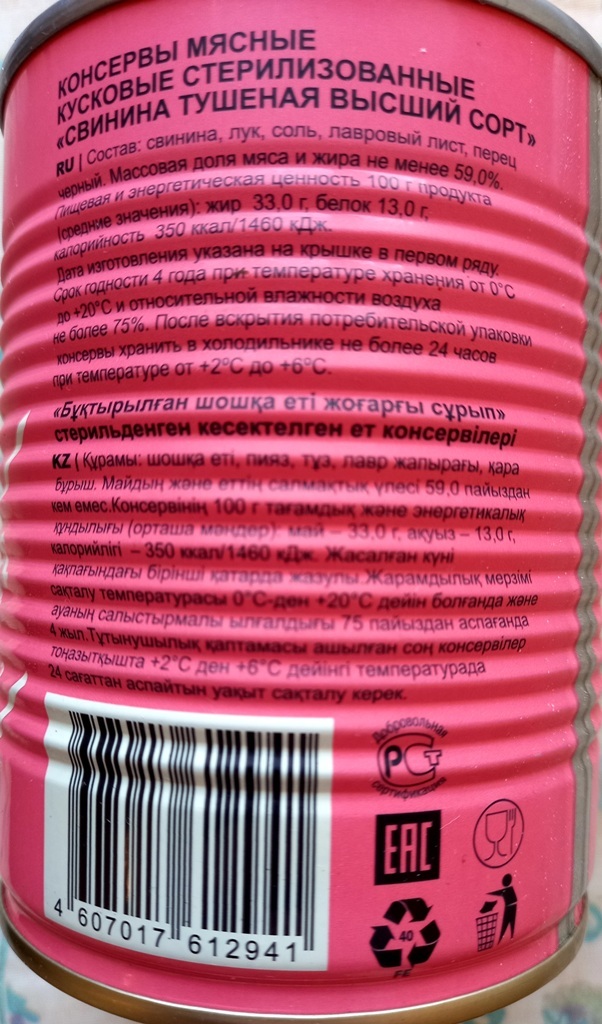 КОНСЕРВЫ МЯСНЫЕ
КУСКОВЫЕ СТЕРИЛИЗОВАННЫЕ
«СВИНИНА ТУШЕНАЯ ВЫСШИЙ СОРТ»
RU | Состав: свинина, лук, соль, лавровый лист, перец
черный. Массовая доля мяса и жира не менее 59,0%.
Пищевая и энергетическая ценность 100 г продукта
(средние значения): жир 33,0 г, белок 13,0 г,
калорийность 350 ккал/1460 кДж.
Дата изготовления указана на крышке в первом ряду.
Срок годности 4 года при температуре хранения от 0°С
до +20°С и относительной влажности воздуха
не более 75%. После вскрытия потребительской упаковки
консервы хранить в холодильнике не более 24 часов
при температуре от +2°С до +6°С.
«Бұқтырылған шошқа еті жоғарғы сұрып»
стерильденген кесектелген ет консервілері
KZ | Құрамы: шошқа еті, пияз, тұз, лавр жапырағы, қара
бұрыш. Майдың және еттің салмақтық үлесі 59,0 пайыздан
кем емес.Консервінің 100 г тағамдық және энергетикалық
құндылығы (орташа мәндер): май – 33,0 г, ақуыз – 13,0 г,
калорийлігі – 350 ккал/1460 кДж. Жасалған күні
қақпағындағы бірінші қатарда жазулы.Жарамдылық мерзімі
сақталу температурасы 0°С-ден +20°С дейін болғанда және
ауаның салыстырмалы ылғалдығы 75 пайыздан аспағанда
4 жыл.Тұтынушылық қаптамасы ашылған соң консервілер
тоңазытқышта +2°С ден +6°С дейінгі температурада
24 сағаттан аспайтын уақыт сақталу керек.
Добровольная
РСТ
сертификация
EAC
40
FE
4 607017 612941